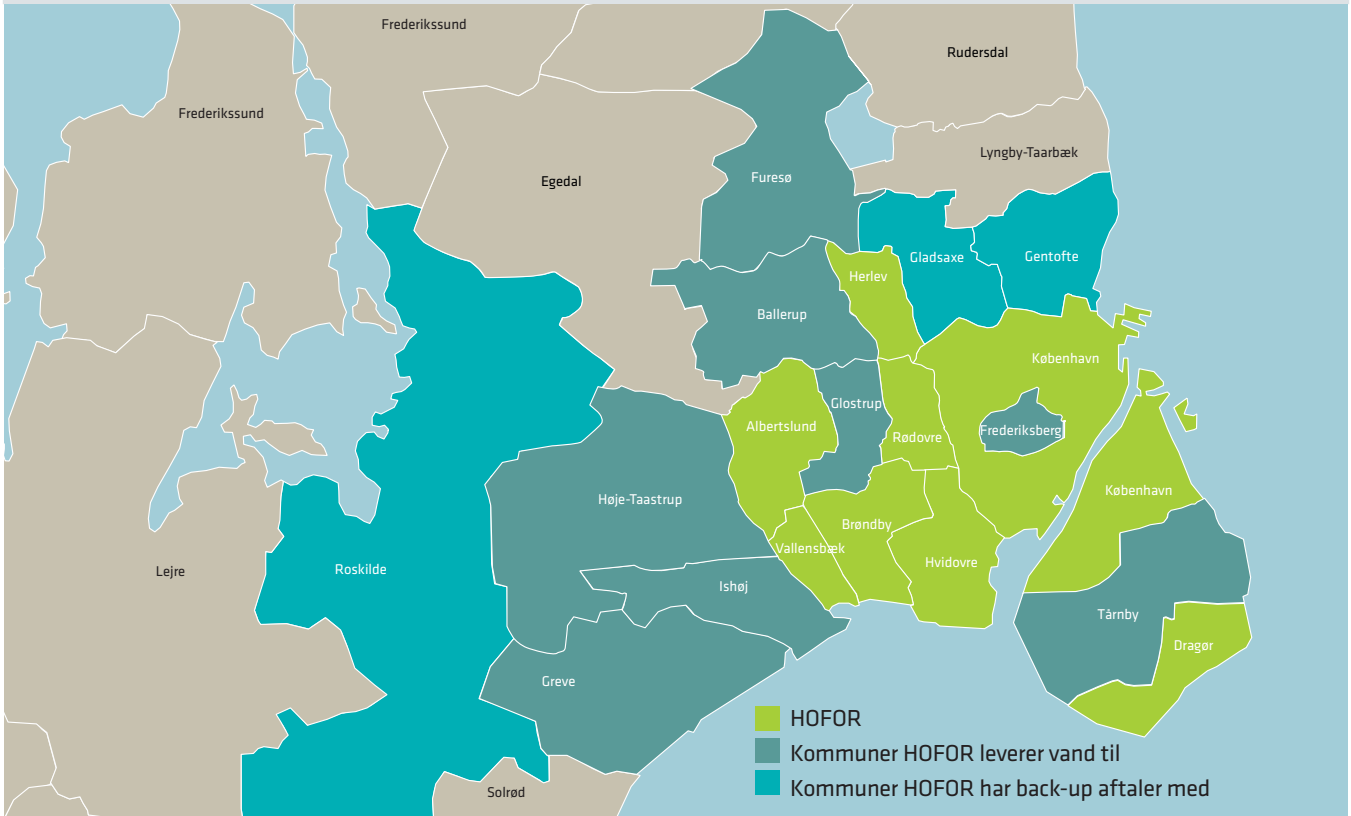 Frederikssund
Rudersdal
Frederikssund
Lyngby-Taarbæk
Egedal
Furesø
Gladsaxe
Gentofte
Herlev
Ballerup
København
Glostrup
Albertslund
Frederiksberg
Rødovre
København
Høje-Taastrup
Brøndby
Vallensbæk
Hvidovre
Lejre
Roskilde
Ishøj
Tårnby
Dragør
Greve
HOFOR
Kommuner HOFOR leverer vand til
Kommuner HOFOR har back-up aftaler med
Solrød